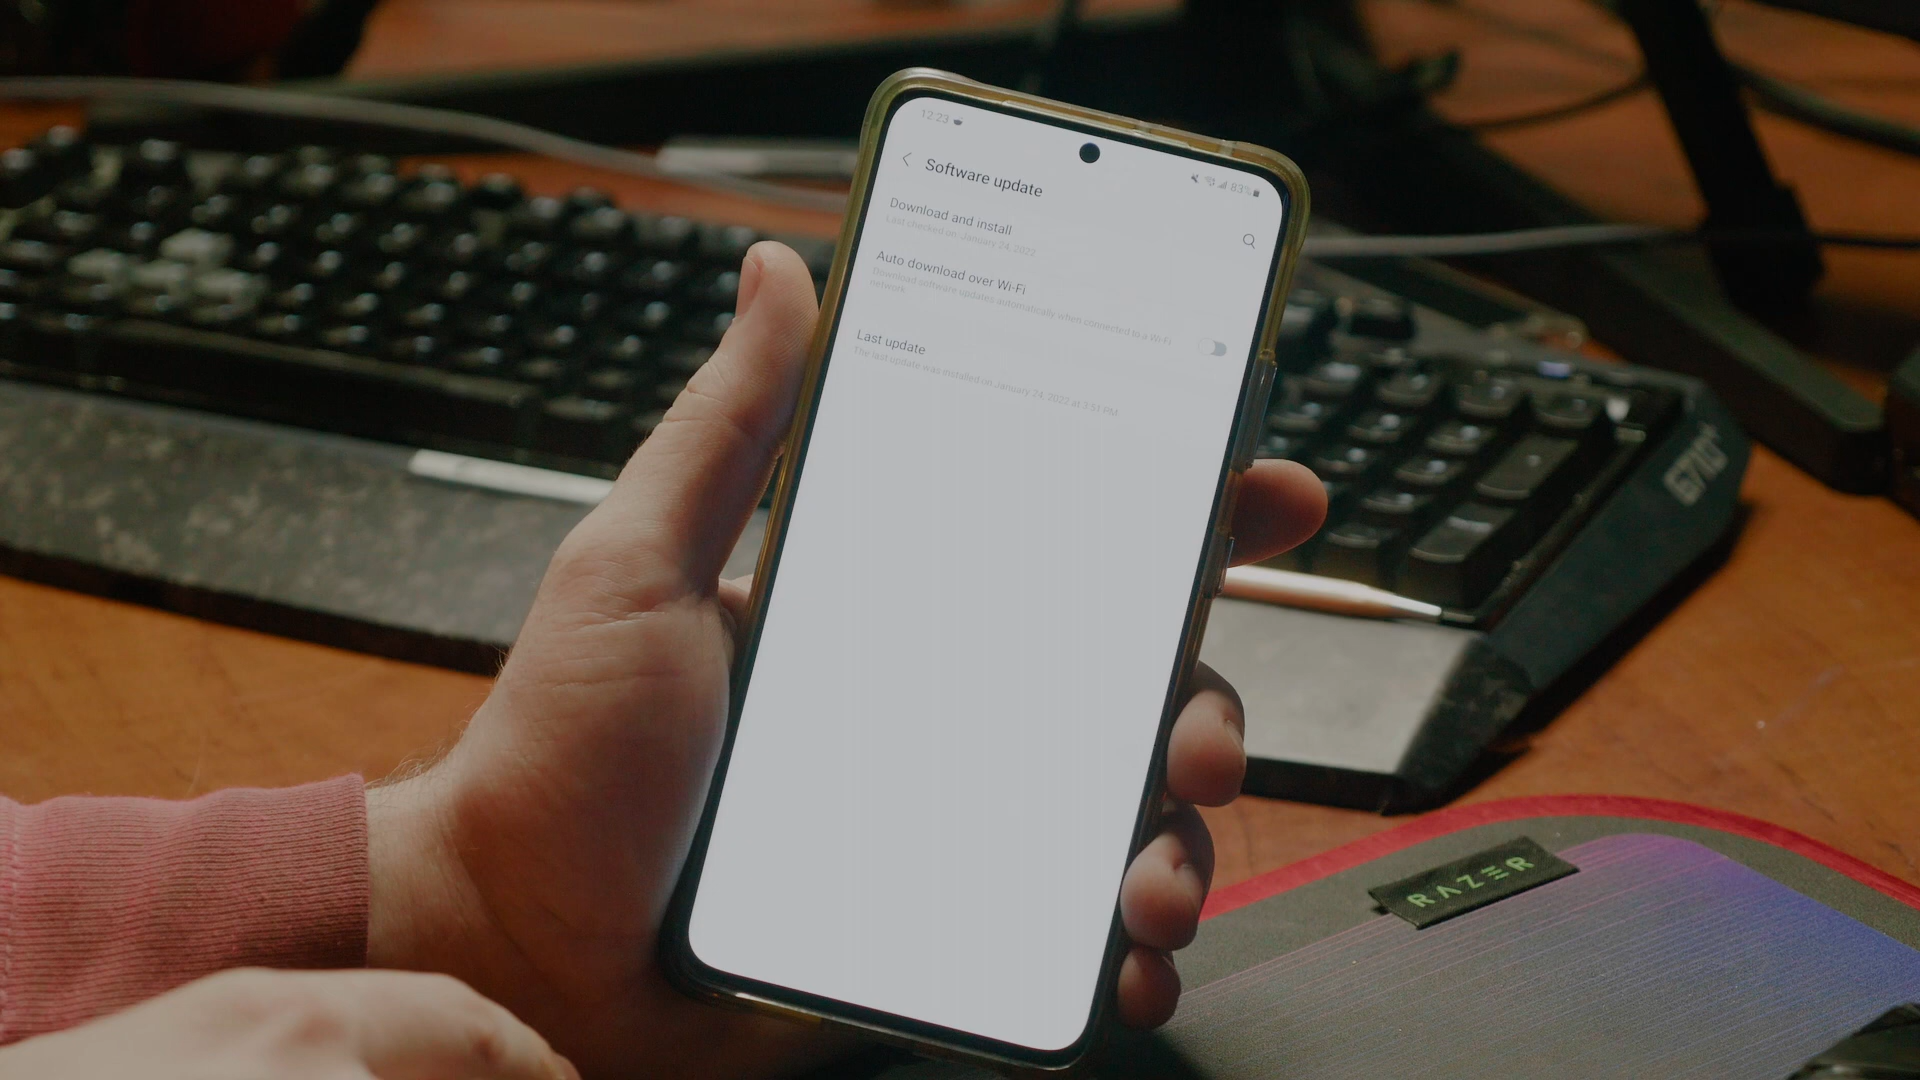 12:23
83%
Software update
Download and install
Last checked on January 24, 2022
Auto download over Wi-Fi
Download software updates automatically when connected to a Wi-Fi
network.
Last update
The last update was installed on January 24, 2022 at 3:51 PM.
G710+
RAZER